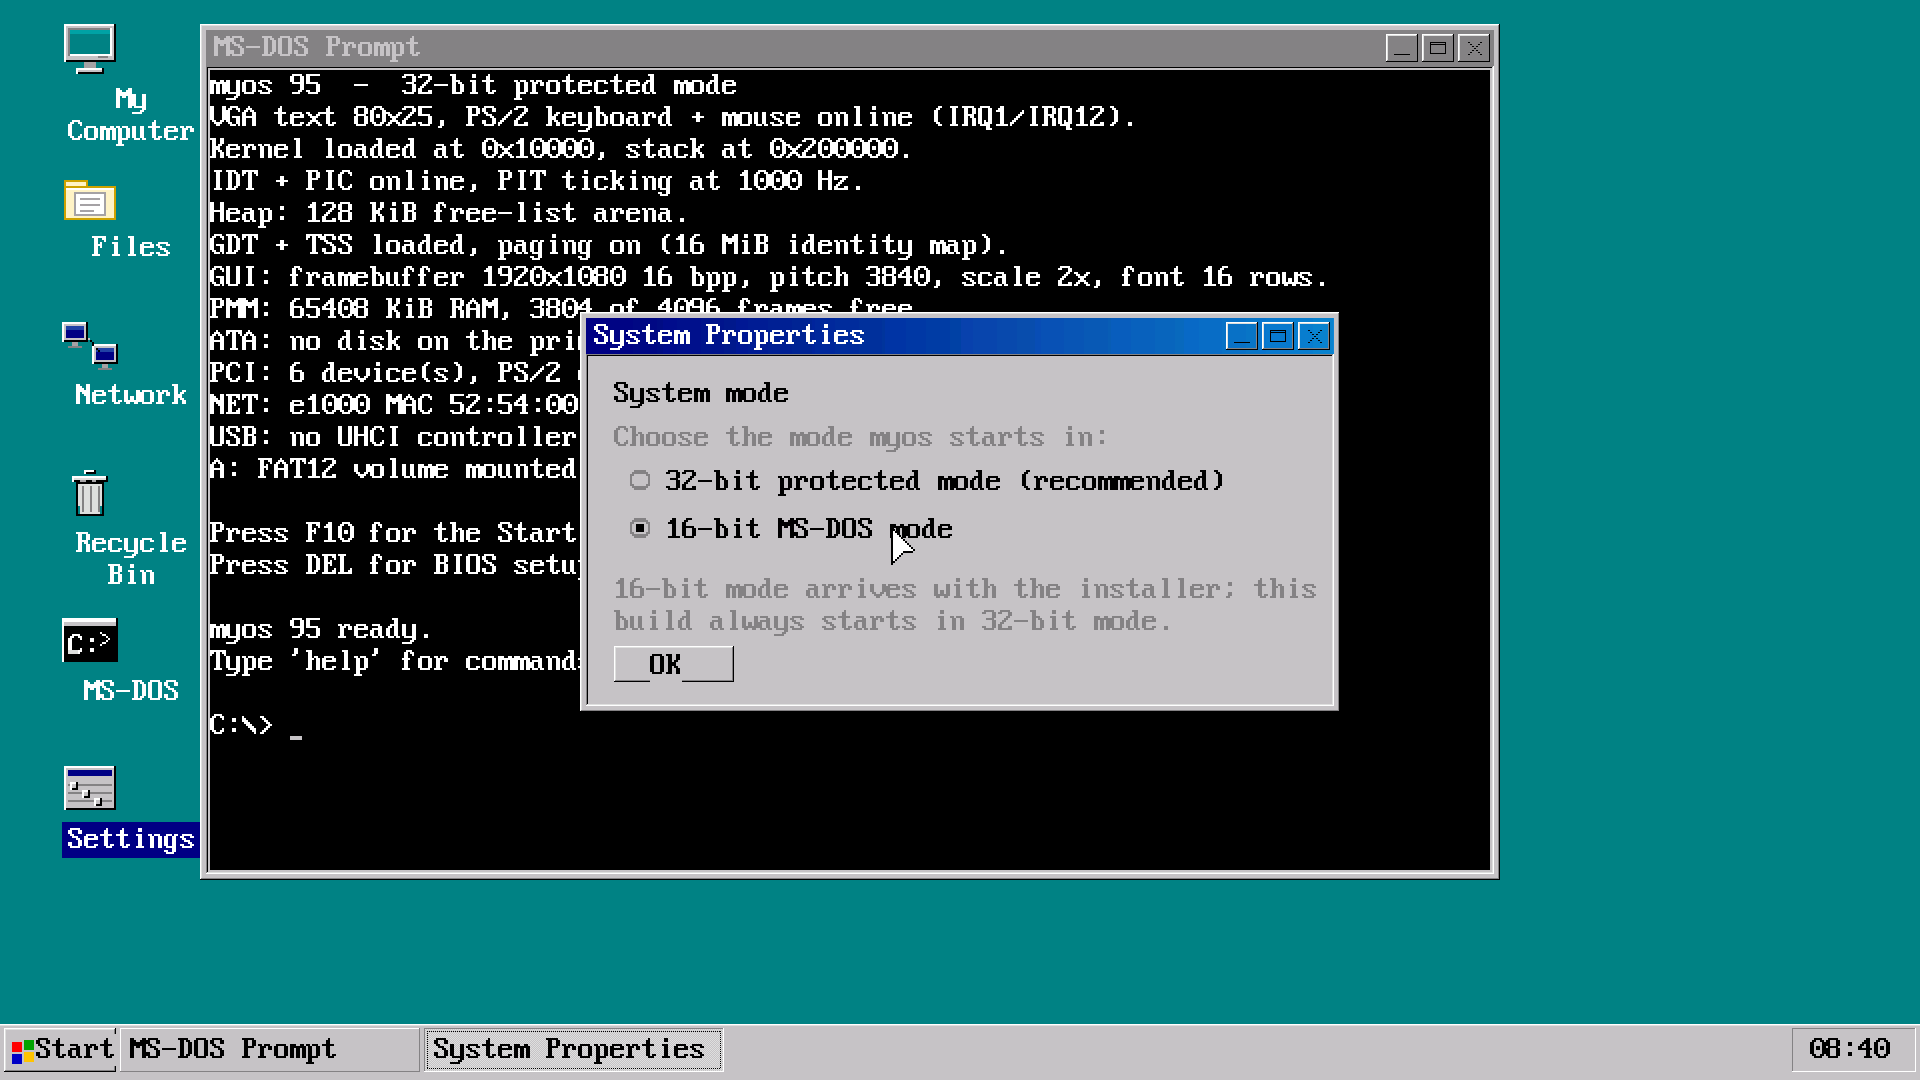 My
Computer
Files
Network
Recycle
Bin
C:>
MS-DOS
Settings
MS-DOS Prompt
myos 95  -  32-bit protected mode
VGA text 80x25, PS/2 keyboard + mouse online (IRQ1/IRQ12).
Kernel loaded at 0x10000, stack at 0x200000.
IDT + PIC online, PIT ticking at 1000 Hz.
Heap: 128 KiB free-list arena.
GDT + TSS loaded, paging on (16 MiB identity map).
GUI: framebuffer 1920x1080 16 bpp, pitch 3840, scale 2x, font 16 rows.
PMM: 65408 KiB RAM, 3804 of 4096 frames free
ATA: no disk on the
PCI: 6 device(s), PS/2
NET: e1000 MAC 52:54:00
USB: no UHCI controller
A: FAT12 volume mounted
Press F10 for the Start
Press DEL for BIOS setup
myos 95 ready.
Type 'help' for commands
C:\> _
System Properties
System mode
Choose the mode myos starts in:
32-bit protected mode (recommended)
16-bit MS-DOS mode
16-bit mode arrives with the installer; this
build always starts in 32-bit mode.
OK
Start
MS-DOS Prompt
System Properties
08:40